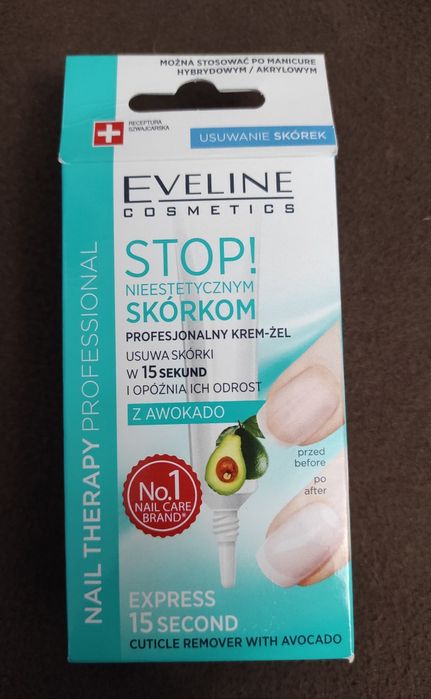 MOŻNA STOSOWAĆ PO MANICURE
HYBRYDOWYM / AKRYLOWYM
RECEPTURA
SZWAJCARSKA
USUWANIE SKÓREK
EVELINE
COSMETICS
STOP!
NIEESTETYCZNYM
SKÓRKOM
PROFESJONALNY KREM-ŻEL
USUWA SKÓRKI
W 15 SEKUND
I OPÓŹNIA ICH ODROST
Z AWOKADO
przed
before
po
after
No.1
NAIL CARE
BRAND*
NAIL THERAPY PROFESSIONAL
EXPRESS
15 SECOND
CUTICLE REMOVER WITH AVOCADO